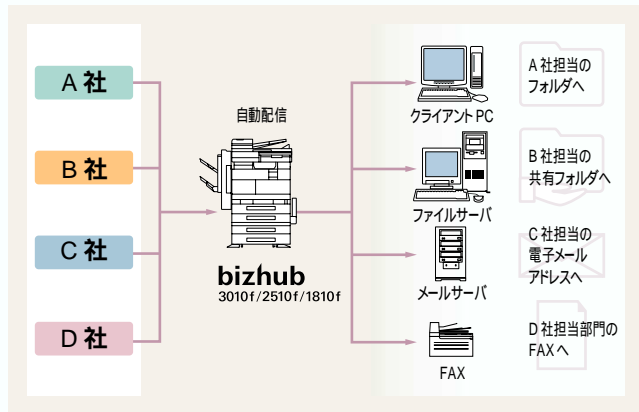 A 社
B 社
C 社
D 社
自動配信
bizhub
3010f/2510f/1810f
クライアントPC
A 社担当の
フォルダへ
ファイルサーバ
B 社担当の
共有フォルダへ
メールサーバ
C 社担当の
電子メール
アドレスへ
FAX
D 社担当部門の
FAXへ